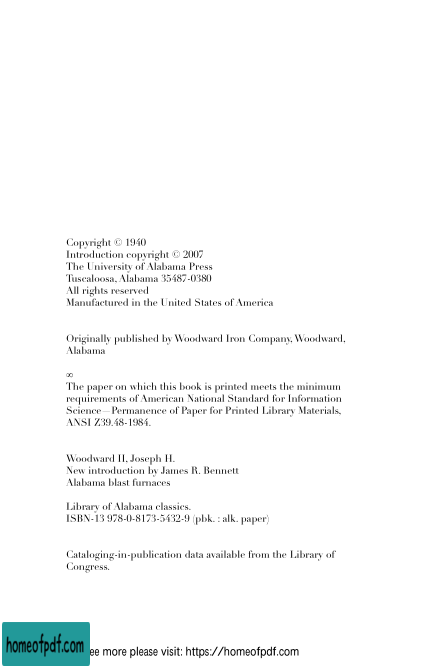 Copyright © 1940
Introduction copyright © 2007
The University of Alabama Press
Tuscaloosa, Alabama 35487-0380
All rights reserved
Manufactured in the United States of America
Originally published by Woodward Iron Company, Woodward,
Alabama
∞
The paper on which this book is printed meets the minimum
requirements of American National Standard for Information
Science—Permanence of Paper for Printed Library Materials,
ANSI Z39.48-1984.
Woodward II, Joseph H.
New introduction by James R. Bennett
Alabama blast furnaces
Library of Alabama classics.
ISBN-13 978-0-8173-5432-9 (pbk. : alk. paper)
Cataloging-in-publication data available from the Library of
Congress.
homeofpdf.com ee more please visit: https://homeofpdf.com